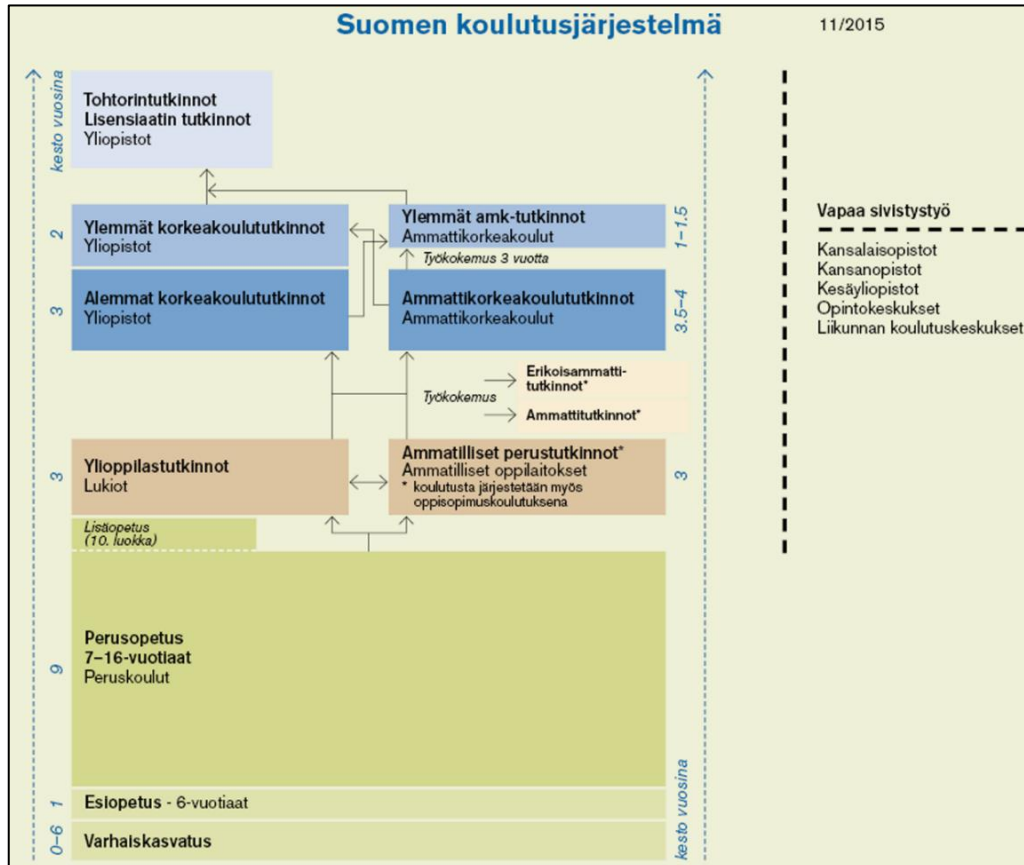 Suomen koulutusjärjestelmä
11/2015
kesto vuosina
Tohtorintutkinnot
Lisensiaatin tutkinnot
Yliopistot
2
Ylemmät korkeakoulututkinnot
Yliopistot
Ylemmät amk-tutkinnot
Ammattikorkeakoulut
1–1.5
Työkokemus 3 vuotta
3
Alemmat korkeakoulututkinnot
Yliopistot
Ammattikorkeakoulututkinnot
Ammattikorkeakoulut
3.5–4
Työkokemus
Erikoisammatti-
tutkinnot*
Ammattitutkinnot*
3
Ylioppilastutkinnot
Lukiot
Ammatilliset perustutkinnot*
Ammatilliset oppilaitokset
* koulutusta järjestetään myös
oppisopimuskoulutuksena
3
Lisäopetus
(10. luokka)
9
Perusopetus
7–16-vuotiaat
Peruskoulut
1
Esiopetus - 6-vuotiaat
0–6
Varhaiskasvatus
kesto vuosina
Vapaa sivistystyö
Kansalaisopistot
Kansanopistot
Kesäyliopistot
Opintokeskukset
Liikunnan koulutuskeskukset